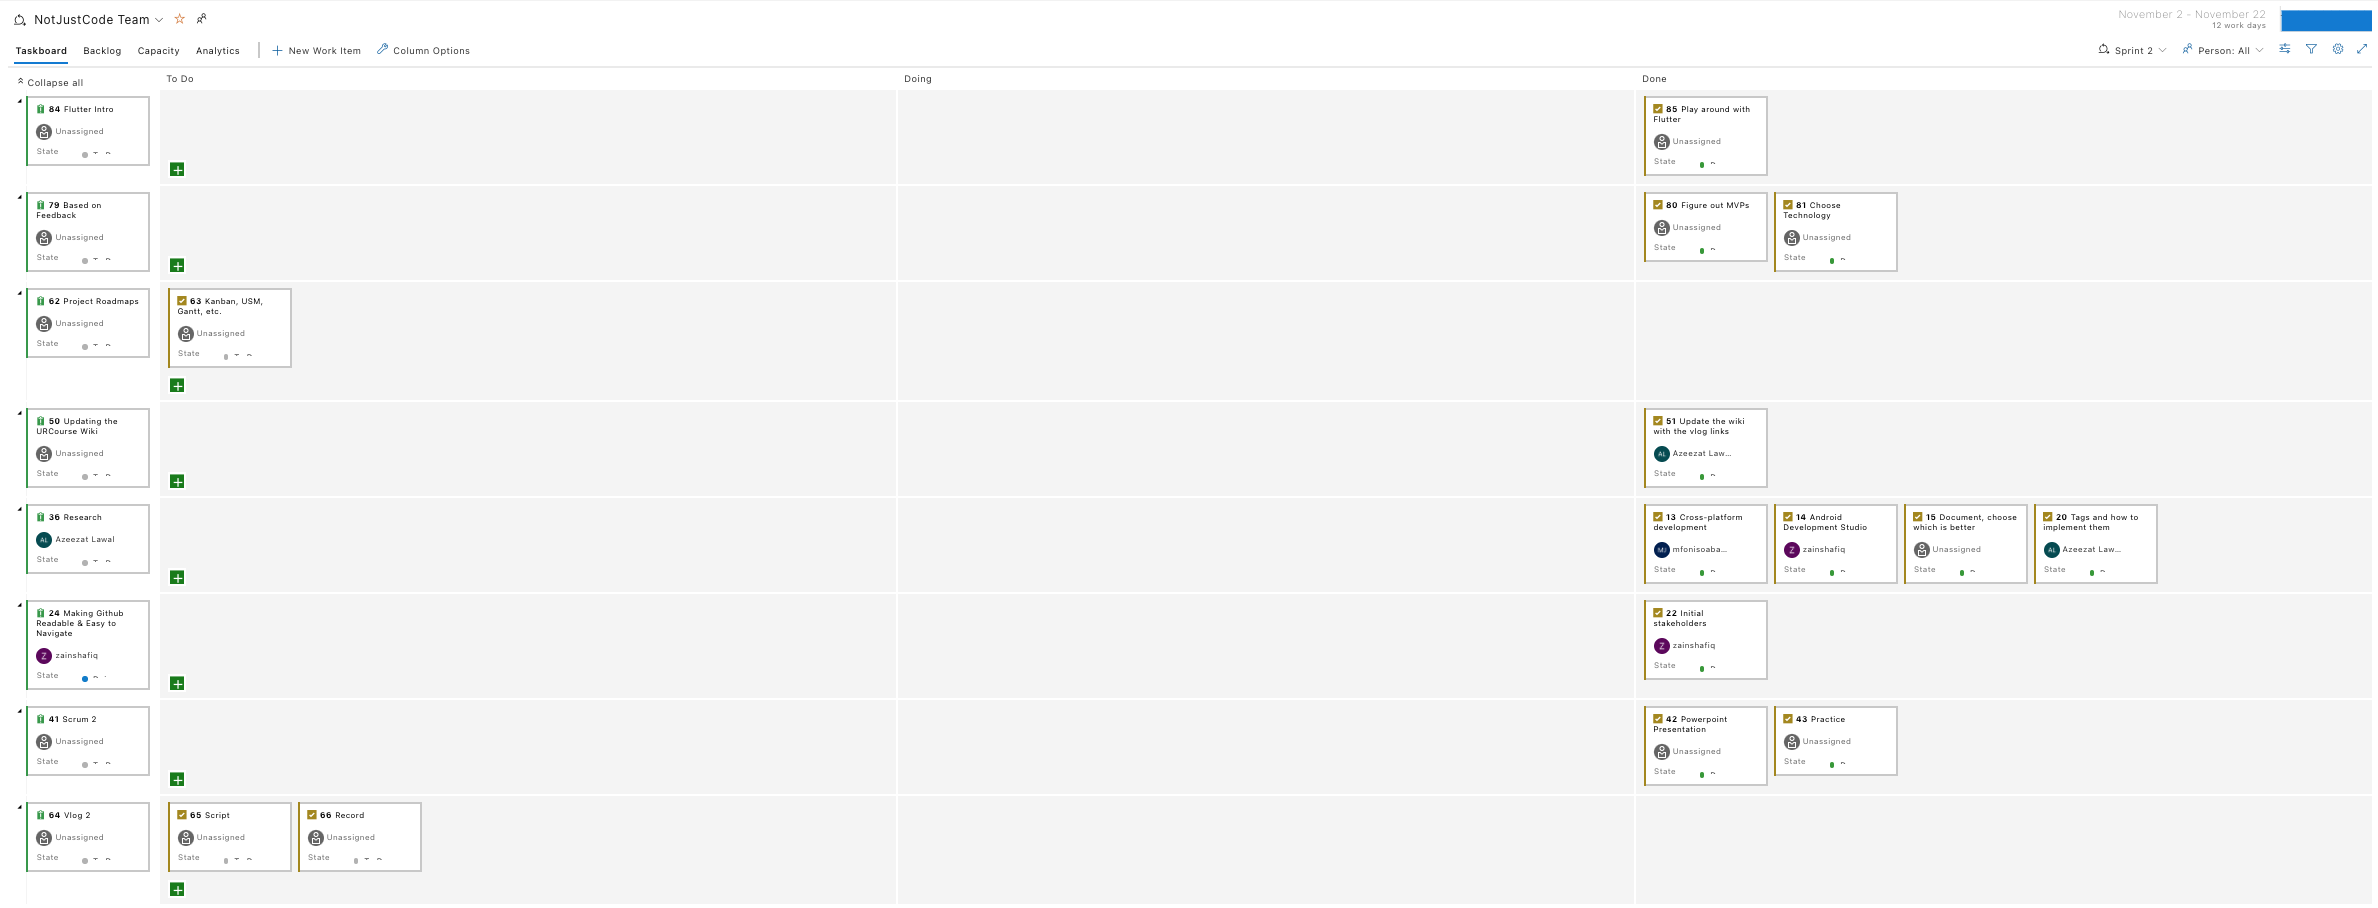 NotJustCode Team
November 2 - November 22
12 work days
Taskboard Backlog Capacity Analytics New Work Item Column Options
Sprint 2 Person: All
Collapse all
To Do Doing Done
84 Flutter Intro
Unassigned
State
85 Play around with
Flutter
Unassigned
State
79 Based on
Feedback
Unassigned
State
80 Figure out MVPs
Unassigned
State
81 Choose
Technology
Unassigned
State
62 Project Roadmaps
Unassigned
State
63 Kanban, USM,
Gantt, etc.
Unassigned
State
50 Updating the
URCourse Wiki
Unassigned
State
51 Update the wiki
with the vlog links
AL Azeezat Law...
State
36 Research
AL Azeezat Lawal
State
13 Cross-platform
development
MJ mfonisoaba...
State
14 Android
Development Studio
Z zainshafiq
State
15 Document, choose
which is better
Unassigned
State
20 Tags and how to
implement them
AL Azeezat Law...
State
24 Making Github
Readable & Easy to
Navigate
Z zainshafiq
State
22 Initial
stakeholders
Z zainshafiq
State
41 Scrum 2
Unassigned
State
42 Powerpoint
Presentation
Unassigned
State
43 Practice
Unassigned
State
64 Vlog 2
Unassigned
State
65 Script
Unassigned
State
66 Record
Unassigned
State